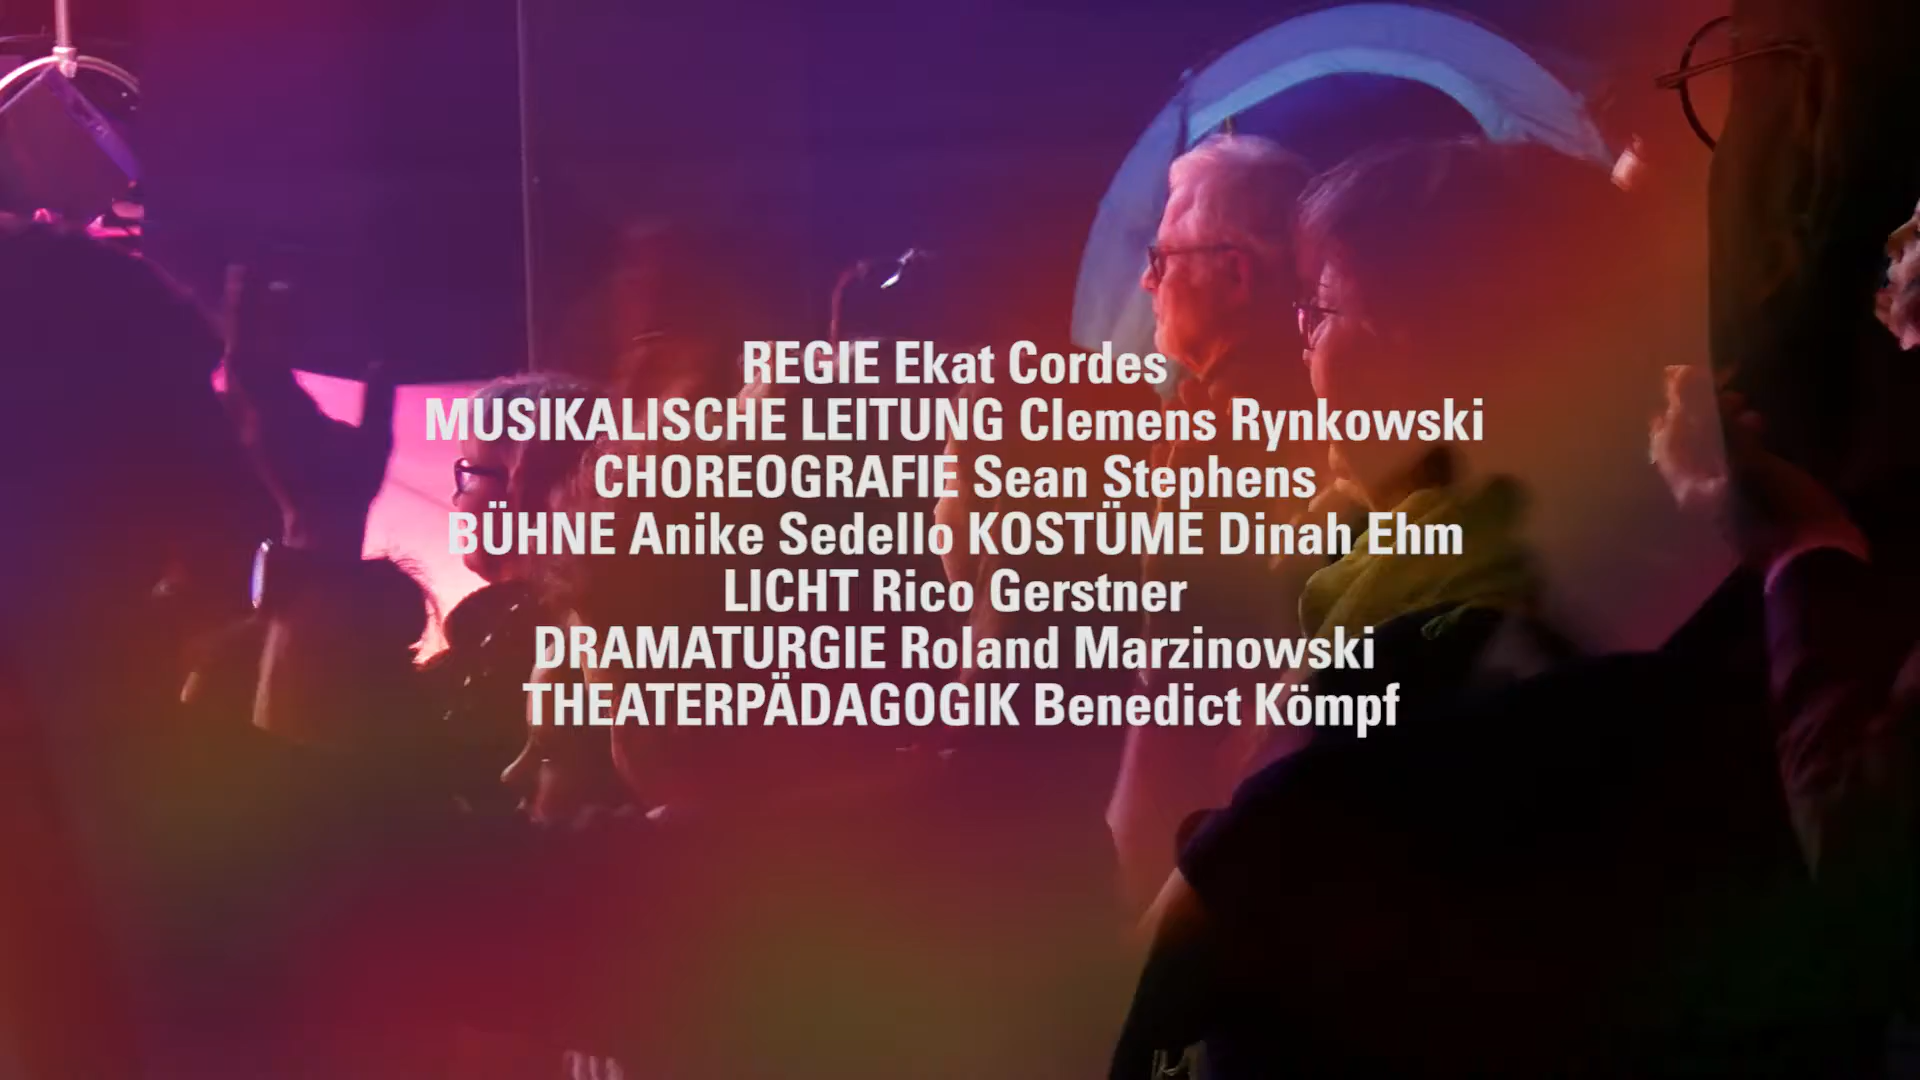 REGIE Ekat Cordes
MUSIKALISCHE LEITUNG Clemens Rynkowski
CHOREOGRAFIE Sean Stephens
BÜHNE Anike Sedello KOSTÜME Dinah Ehm
LICHT Rico Gerstner
DRAMATURGIE Roland Marzinowski
THEATERPÄDAGOGIK Benedict Kömpf